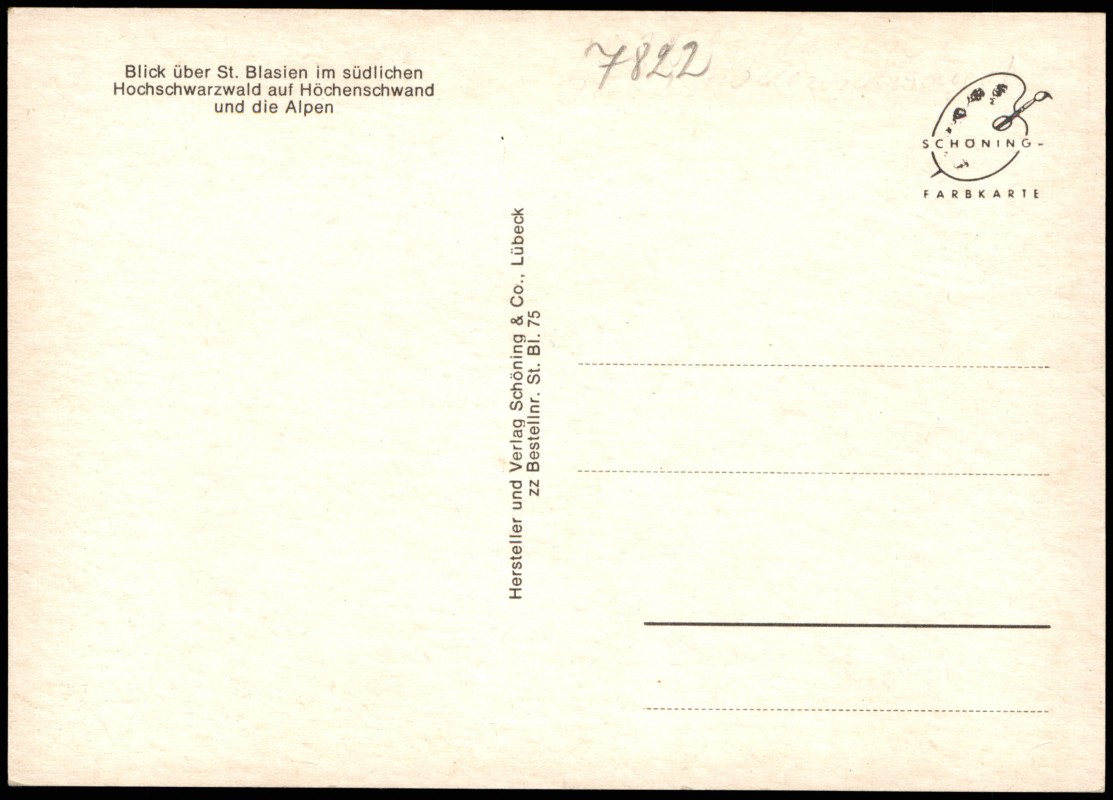 Blick über St. Blasien im südlichen
Hochschwarzwald auf Höchenschwand
und die Alpen
7822
SCHÖNING-
FARBKARTE
Hersteller und Verlag Schöning & Co., Lübeck
zz Bestellnr. St. Bl. 75